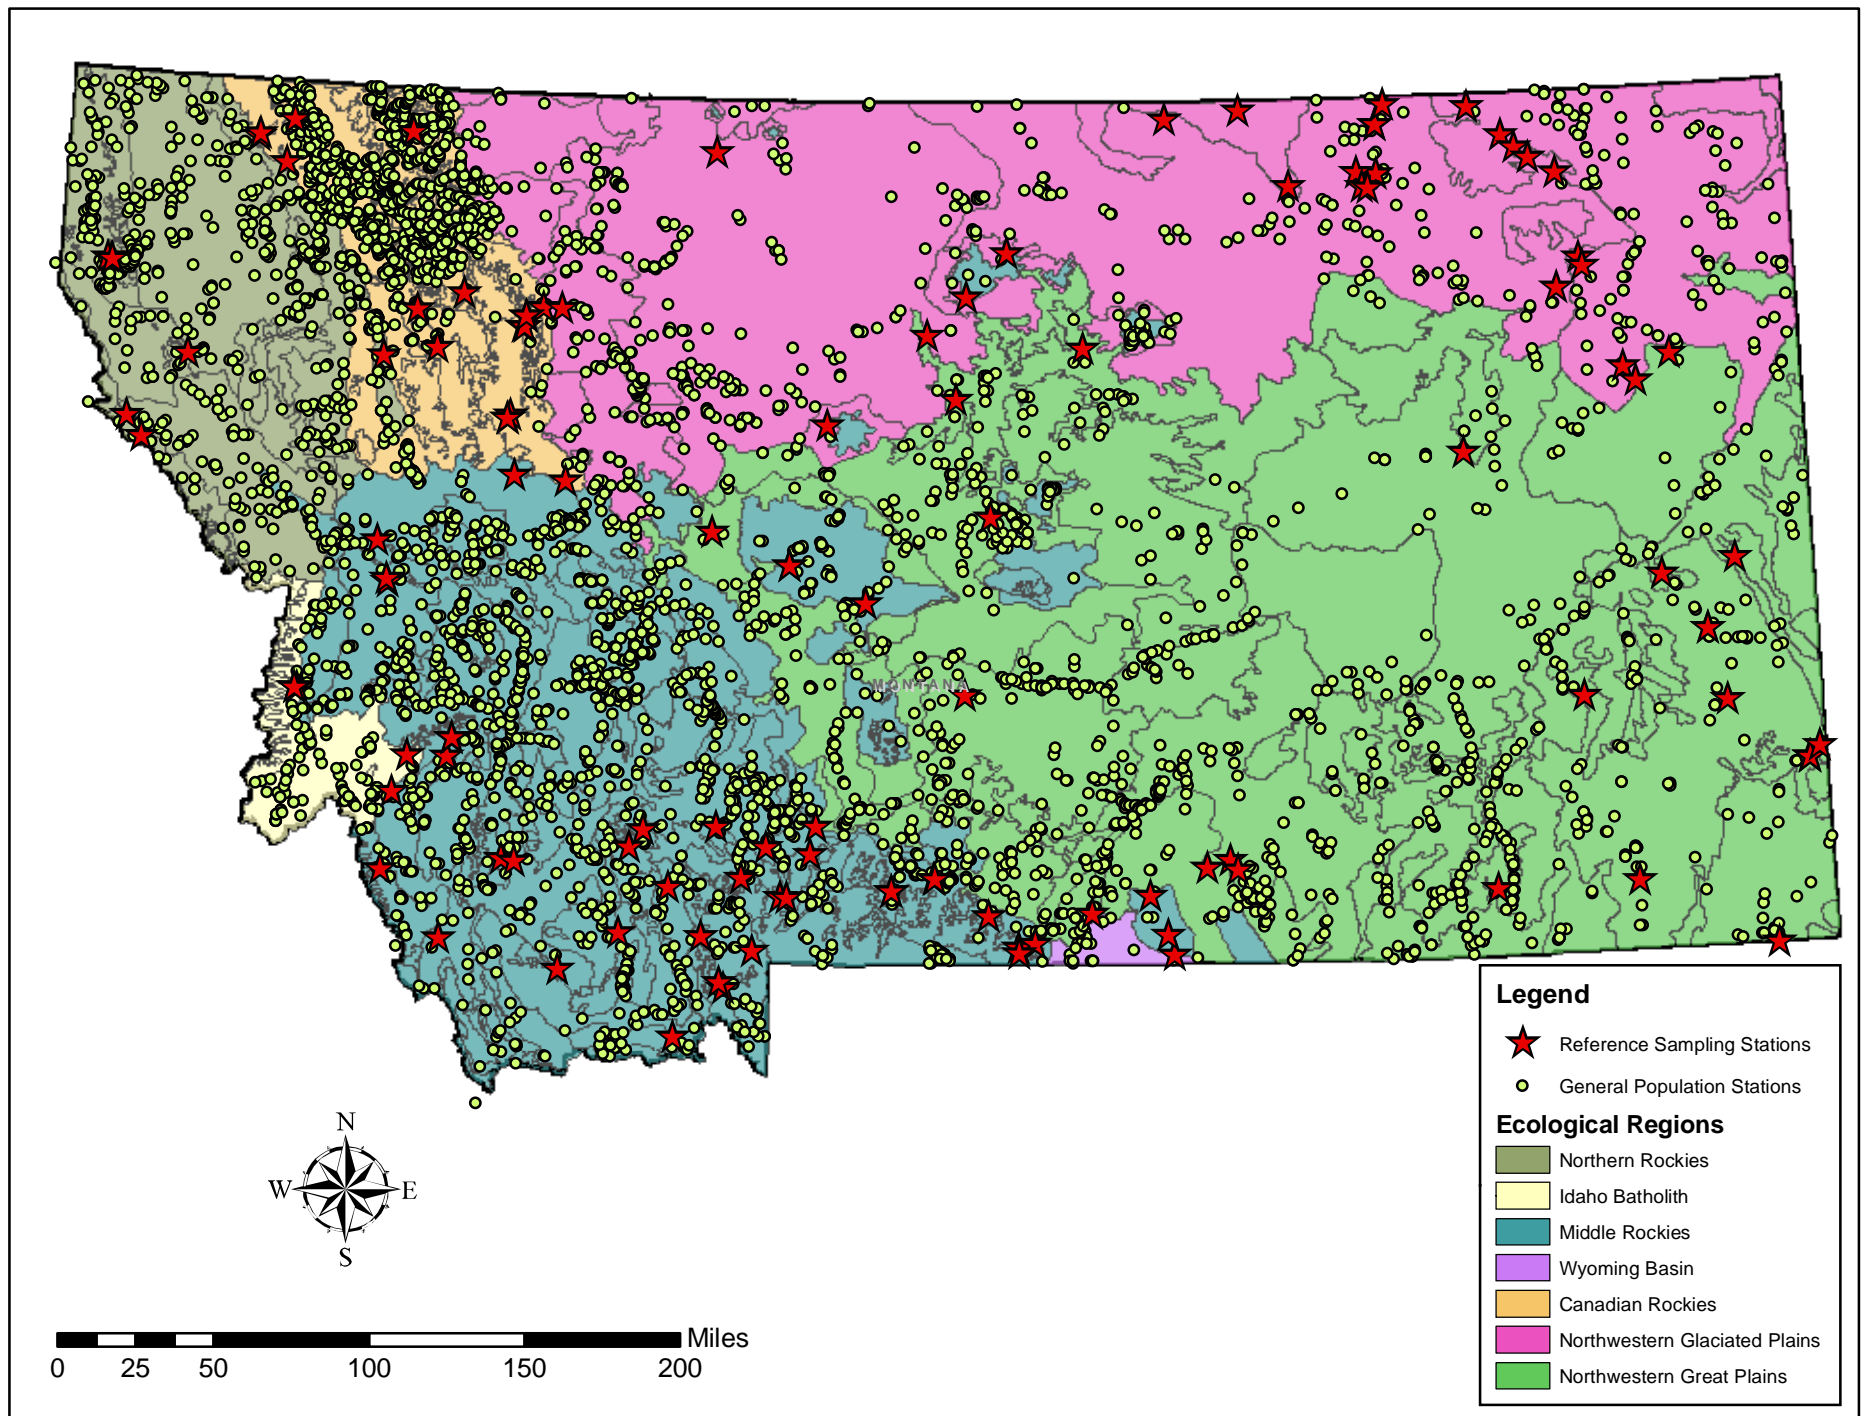 MONTANA
Legend
Reference Sampling Stations
General Population Stations
Ecological Regions
Northern Rockies
Idaho Batholith
Middle Rockies
Wyoming Basin
Canadian Rockies
Northwestern Glaciated Plains
Northwestern Great Plains
N
W E
S
Miles
0 25 50 100 150 200